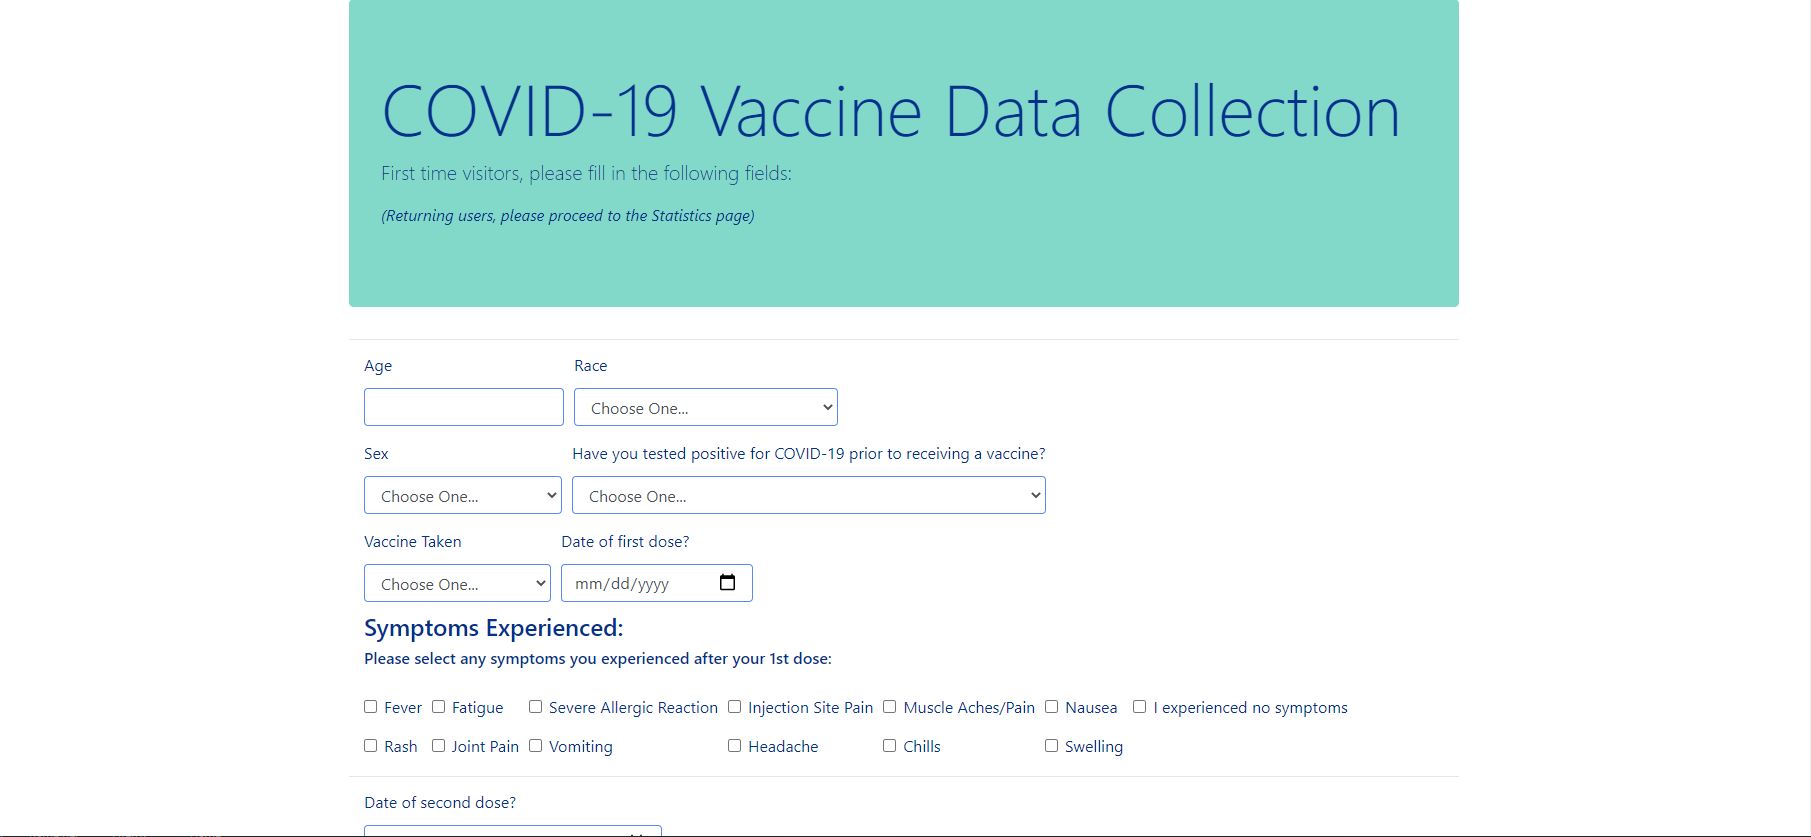 COVID-19 Vaccine Data Collection
First time visitors, please fill in the following fields:
(Returning users, please proceed to the Statistics page)
Age Race
Choose One...
Sex Have you tested positive for COVID-19 prior to receiving a vaccine?
Choose One... Choose One...
Vaccine Taken Date of first dose?
Choose One... mm/dd/yyyy
Symptoms Experienced:
Please select any symptoms you experienced after your 1st dose:
Fever Fatigue Severe Allergic Reaction Injection Site Pain Muscle Aches/Pain Nausea I experienced no symptoms
Rash Joint Pain Vomiting Headache Chills Swelling
Date of second dose?